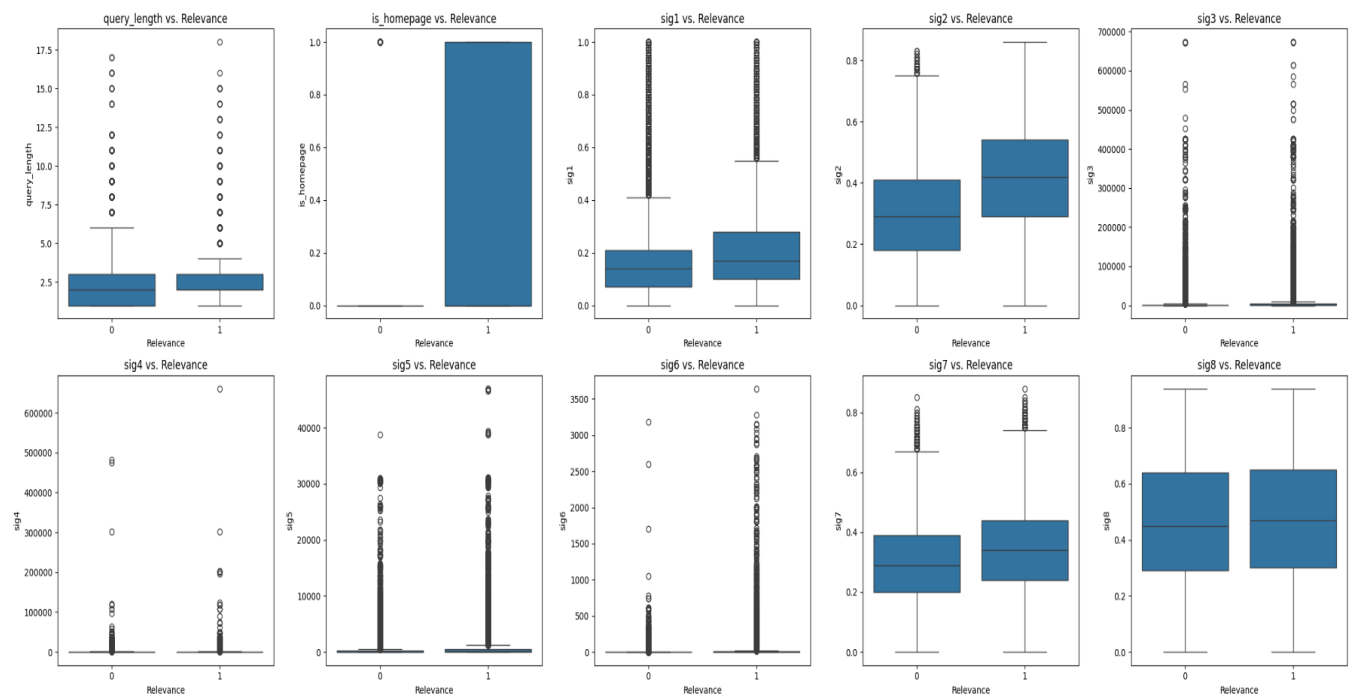 query_length vs. Relevance
query_length
17.5
15.0
12.5
10.0
7.5
5.0
2.5
0
1
Relevance
is_homepage vs. Relevance
is_homepage
1.0
0.8
0.6
0.4
0.2
0.0
0
1
Relevance
sig1 vs. Relevance
sig1
1.0
0.8
0.6
0.4
0.2
0.0
0
1
Relevance
sig2 vs. Relevance
sig2
0.8
0.6
0.4
0.2
0.0
0
1
Relevance
sig3 vs. Relevance
sig3
700000
600000
500000
400000
300000
200000
100000
0
0
1
Relevance
sig4 vs. Relevance
sig4
600000
500000
400000
300000
200000
100000
0
0
1
Relevance
sig5 vs. Relevance
sig5
40000
30000
20000
10000
0
0
1
Relevance
sig6 vs. Relevance
sig6
3500
3000
2500
2000
1500
1000
500
0
0
1
Relevance
sig7 vs. Relevance
sig7
0.8
0.6
0.4
0.2
0.0
0
1
Relevance
sig8 vs. Relevance
sig8
0.8
0.6
0.4
0.2
0.0
0
1
Relevance